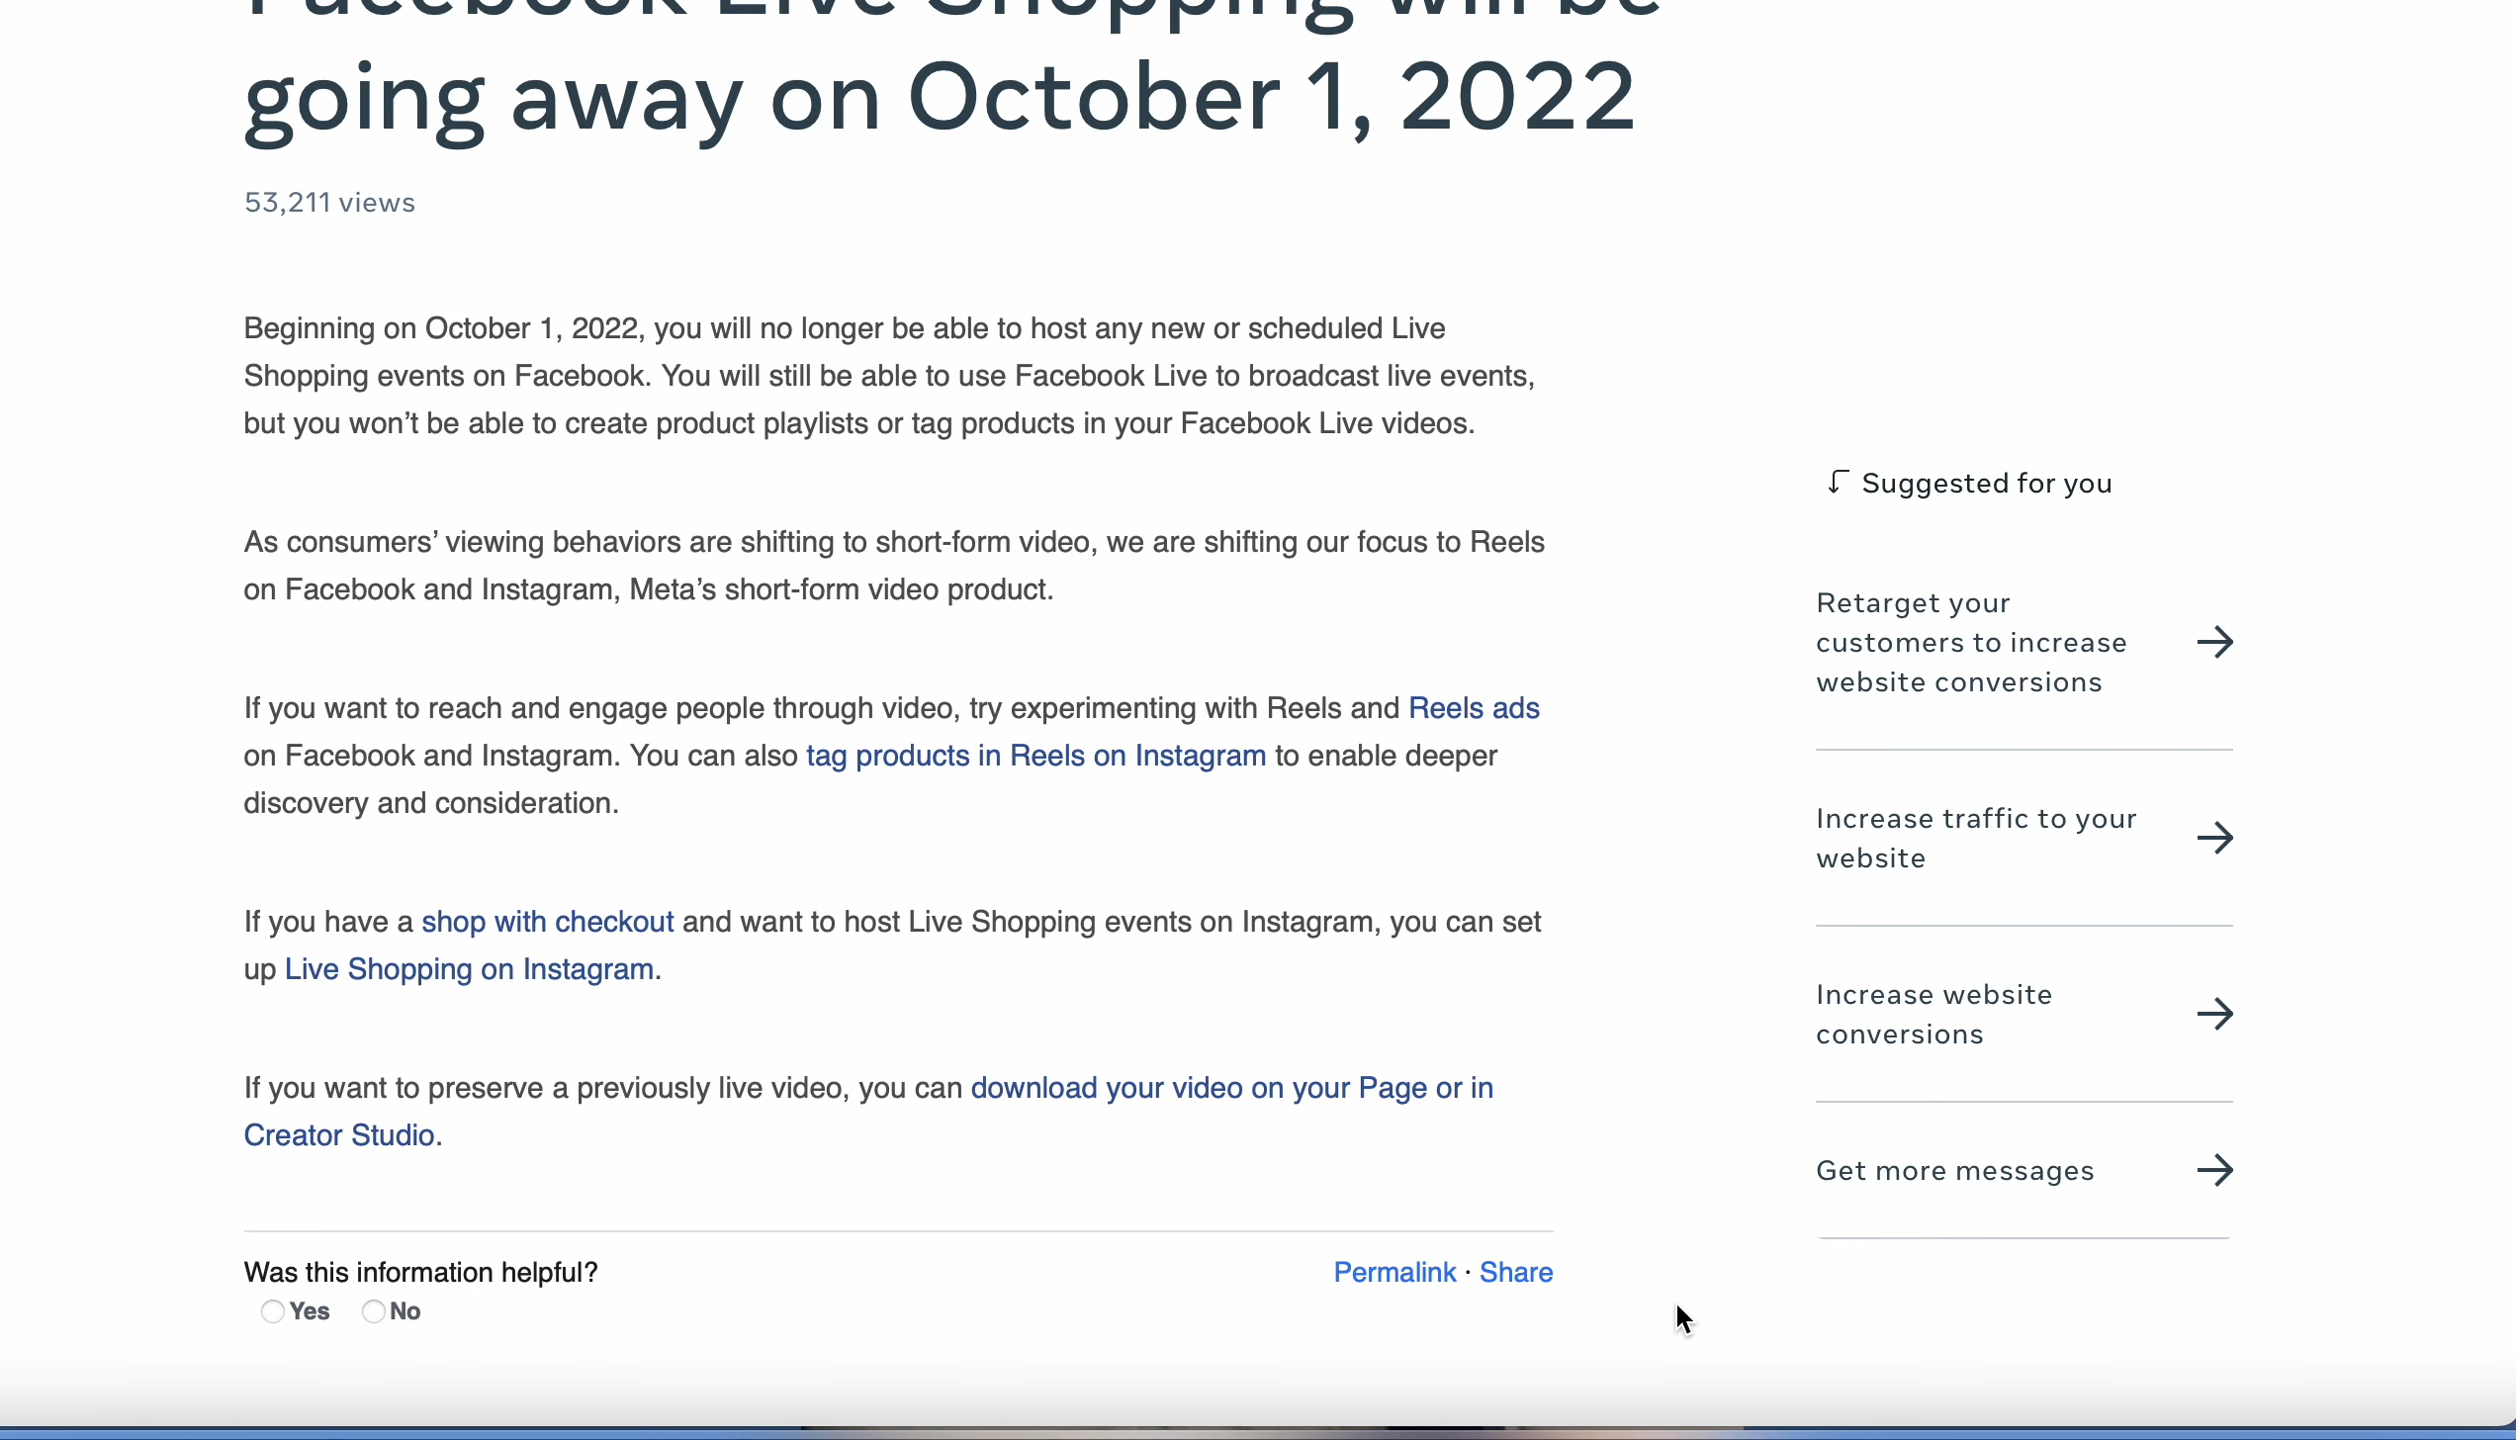 Facebook Live Shopping will be
going away on October 1, 2022
53,211 views
Beginning on October 1, 2022, you will no longer be able to host any new or scheduled Live
Shopping events on Facebook. You will still be able to use Facebook Live to broadcast live events,
but you won’t be able to create product playlists or tag products in your Facebook Live videos.
As consumers’ viewing behaviors are shifting to short-form video, we are shifting our focus to Reels
on Facebook and Instagram, Meta’s short-form video product.
If you want to reach and engage people through video, try experimenting with Reels and Reels ads
on Facebook and Instagram. You can also tag products in Reels on Instagram to enable deeper
discovery and consideration.
If you have a shop with checkout and want to host Live Shopping events on Instagram, you can set
up Live Shopping on Instagram.
If you want to preserve a previously live video, you can download your video on your Page or in
Creator Studio.
Was this information helpful?
Yes No
Permalink · Share
Suggested for you
Retarget your
customers to increase
website conversions
Increase traffic to your
website
Increase website
conversions
Get more messages